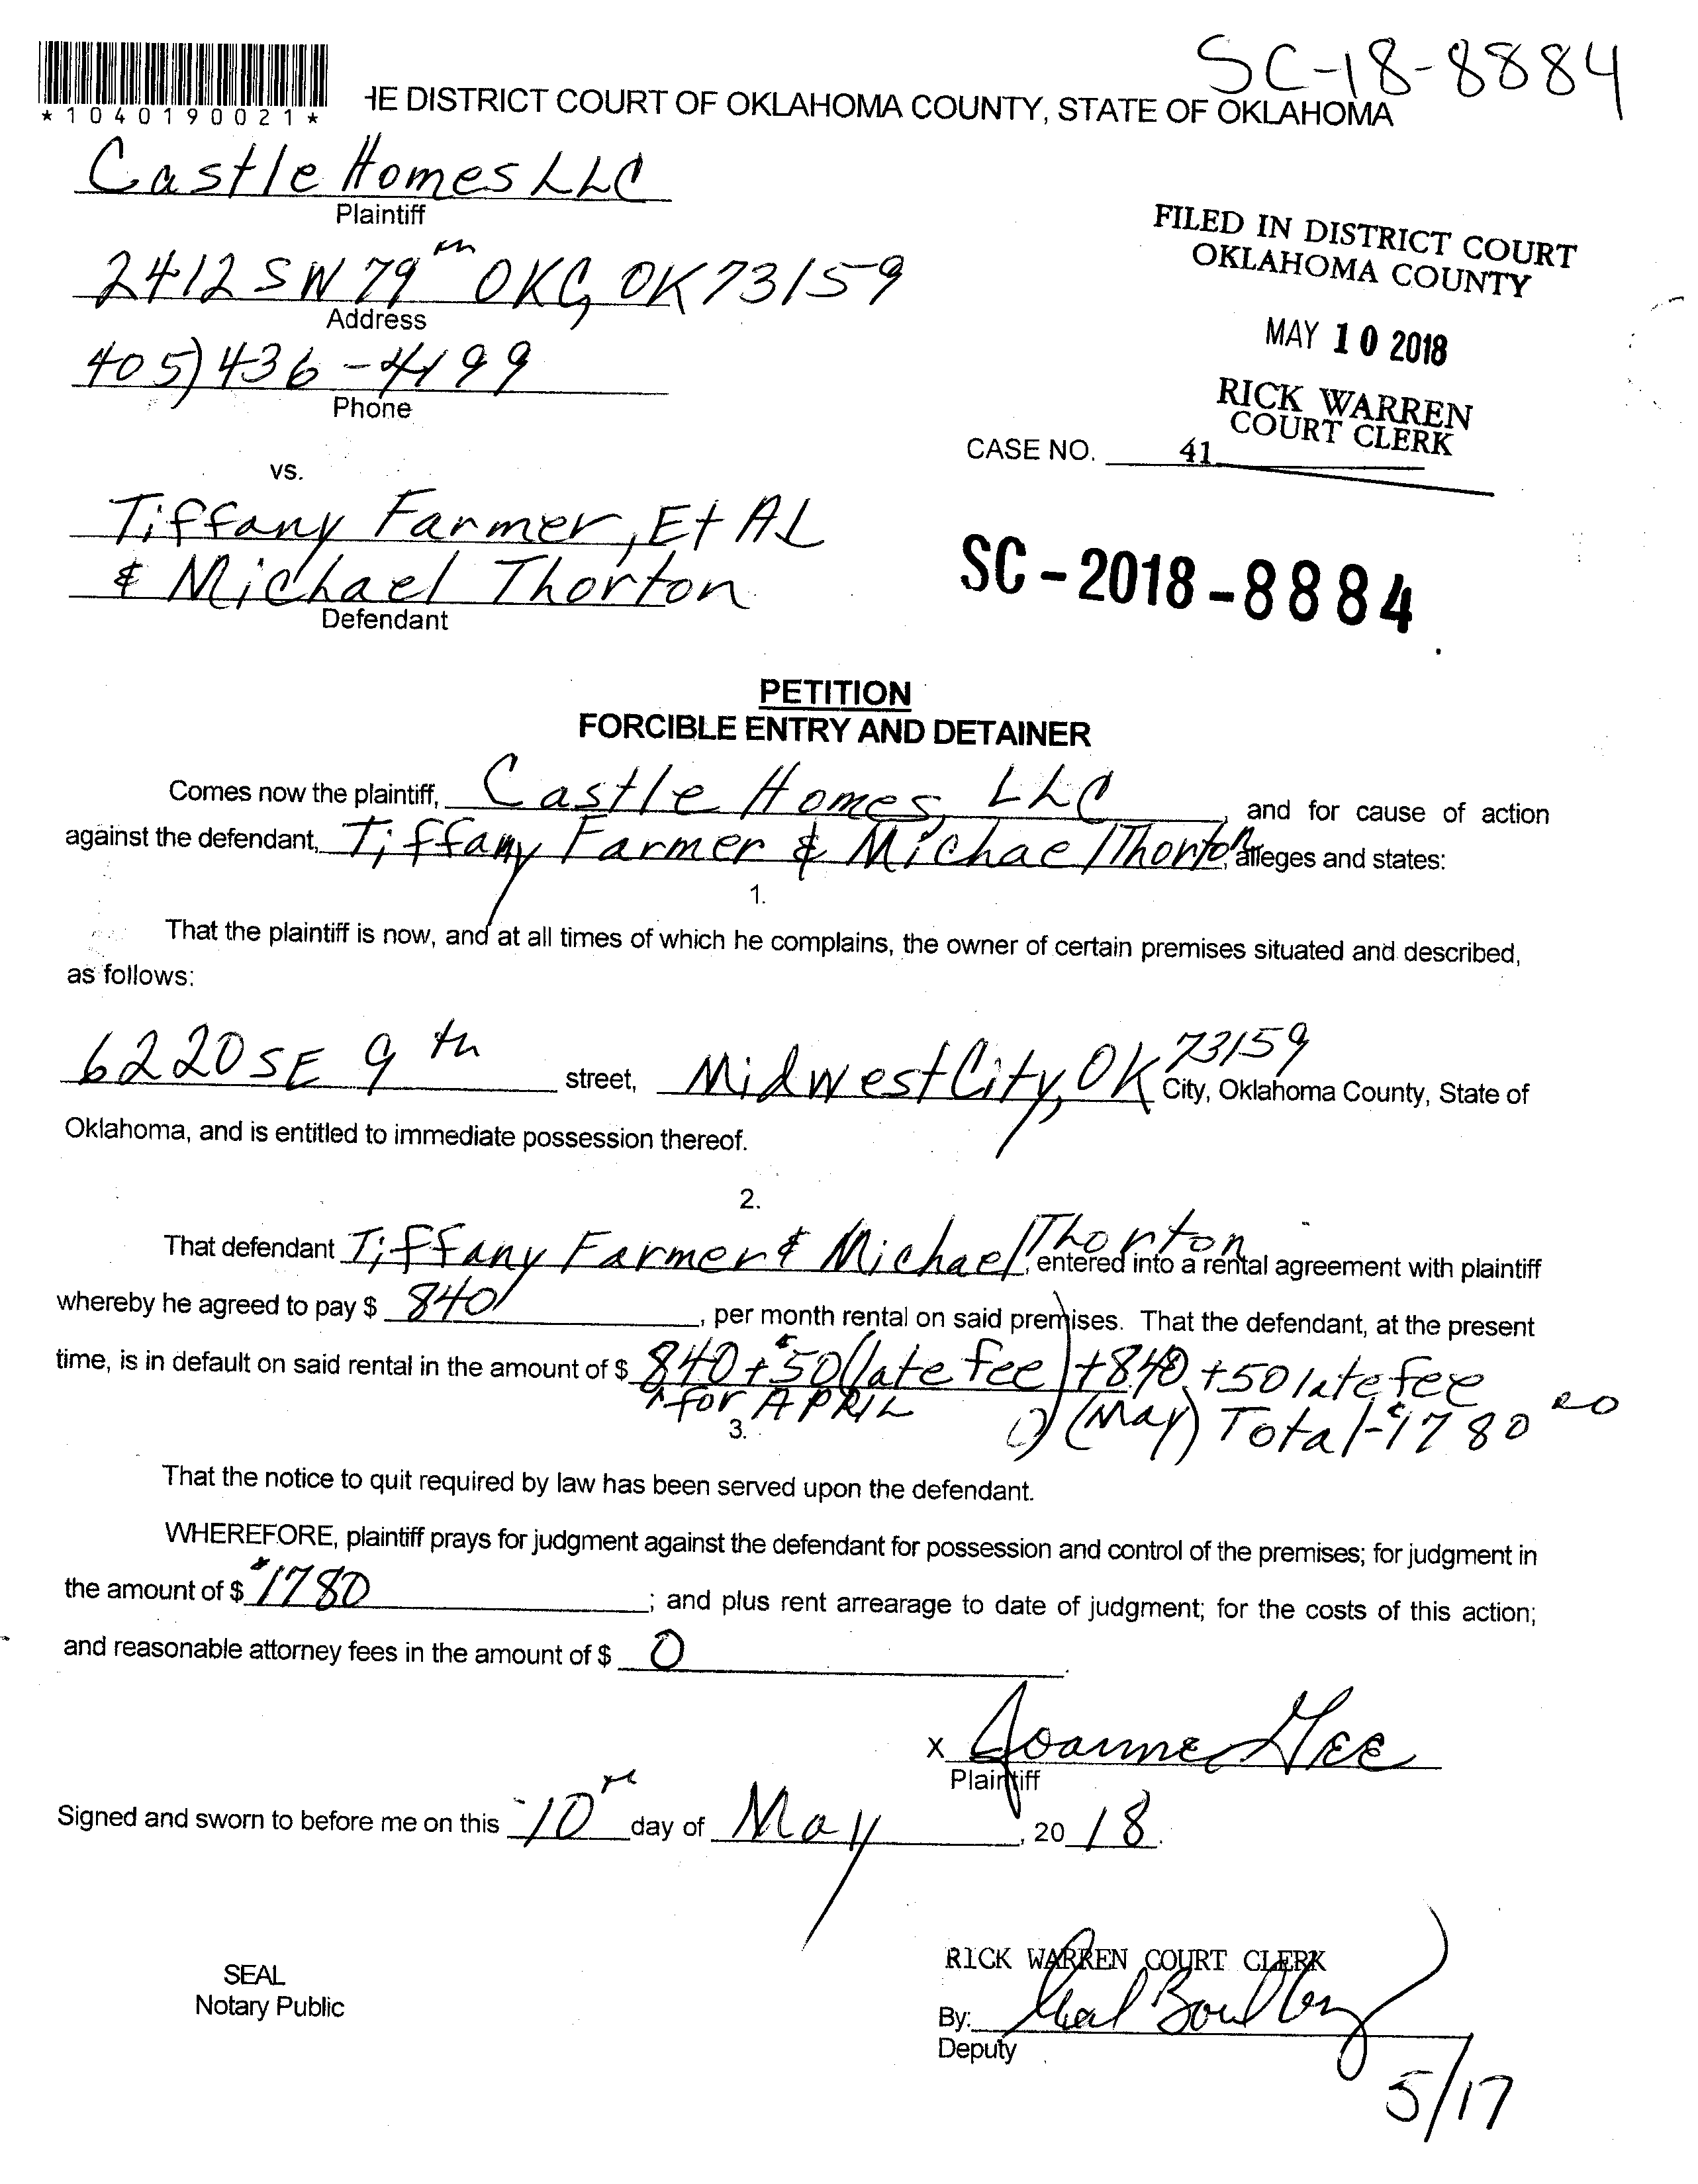 SC-18-8884
*1040190021*
HE DISTRICT COURT OF OKLAHOMA COUNTY, STATE OF OKLAHOMA
Castle Homes LLC
Plaintiff
FILED IN DISTRICT COURT
OKLAHOMA COUNTY
2412 SW 79th OKC, OK 73159
Address
MAY 10 2018
405) 436-4199
Phone
RICK WARREN
COURT CLERK
CASE NO. 41
vs.
Tiffany Farmer, Et AL
& Michael Thorton
Defendant
SC-2018-8884
PETITION
FORCIBLE ENTRY AND DETAINER
Comes now the plaintiff, Castle Homes, LLC, and for cause of action
against the defendant, Tiffany Farmer & Michael Thorton, alleges and states:
1.
That the plaintiff is now, and at all times of which he complains, the owner of certain premises situated and described,
as follows:
6220 SE 9th street, Midwest City, OK 73159 City, Oklahoma County, State of
Oklahoma, and is entitled to immediate possession thereof.
2.
That defendant Tiffany Farmer & Michael Thorton, entered into a rental agreement with plaintiff
whereby he agreed to pay $ 840, per month rental on said premises. That the defendant, at the present
time, is in default on said rental in the amount of $ 840 + $50 (late fee) + 840 + 50 late fee
^ for APRIL (May) Total - $1780
3.
That the notice to quit required by law has been served upon the defendant.
WHEREFORE, plaintiff prays for judgment against the defendant for possession and control of the premises; for judgment in
the amount of $ $1780; and plus rent arrearage to date of judgment; for the costs of this action;
and reasonable attorney fees in the amount of $ 0
X Joanne Gee
Plaintiff
Signed and sworn to before me on this 10 day of May, 2018.
RICK WARREN COURT CLERK
SEAL
Notary Public
By:
Deputy
5/17